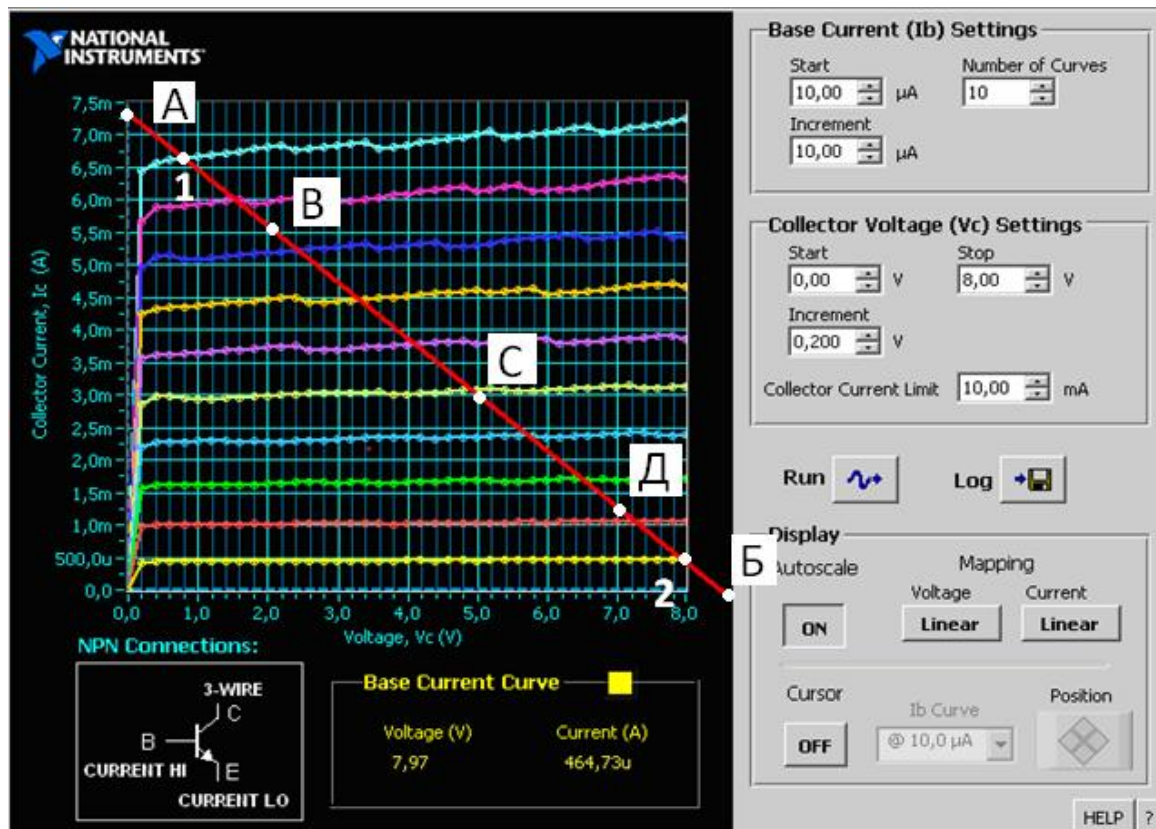 NATIONAL
INSTRUMENTS
7,5m
7,0m
6,5m
6,0m
5,5m
5,0m
4,5m
4,0m
3,5m
3,0m
2,5m
2,0m
1,5m
1,0m
500,0u
0,0
Collector Current, Ic (A)
А
1
В
С
Д
2
Б
0,0 1,0 2,0 3,0 4,0 5,0 6,0 7,0 8,0
Voltage, Vc (V)
NPN Connections:
3-WIRE
C
B
CURRENT HI
E
CURRENT LO
Base Current Curve
Voltage (V) Current (A)
7,97 464,73u
Base Current (Ib) Settings
Start Number of Curves
10,00 µA 10
Increment
10,00 µA
Collector Voltage (Vc) Settings
Start Stop
0,00 V 8,00 V
Increment
0,200 V
Collector Current Limit 10,00 mA
Run Log
Display
Autoscale Mapping
Voltage Current
ON Linear Linear
Cursor Ib Curve Position
OFF @ 10,0 µA
HELP ?